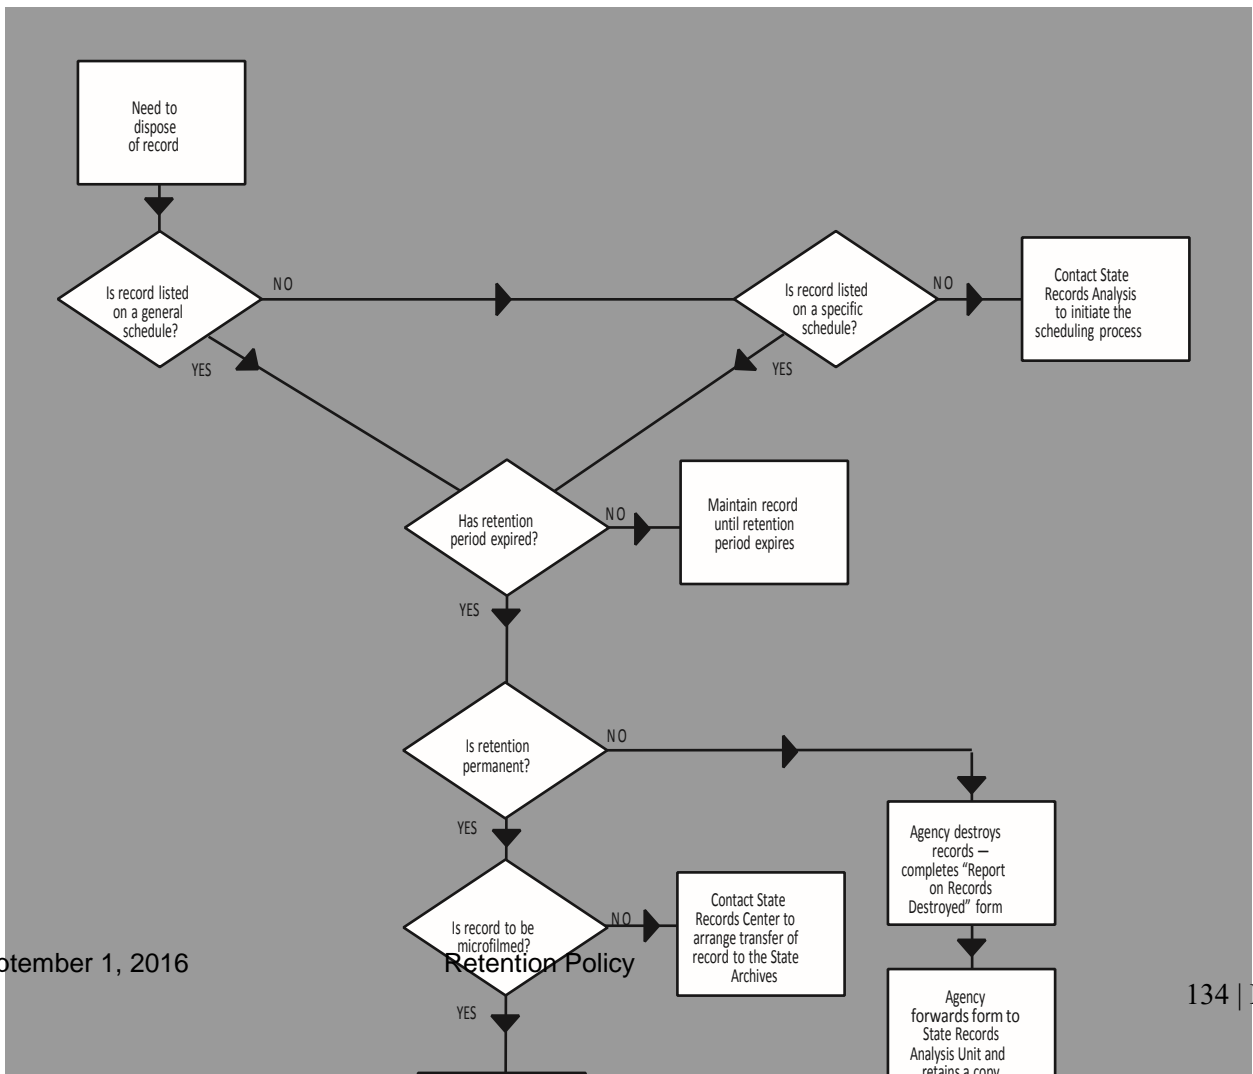 Need to
dispose
of record
Is record listed
on a general
schedule?
NO
YES
Is record listed
on a specific
schedule?
NO
YES
Contact State
Records Analysis
to initiate the
scheduling process
Has retention
period expired?
NO
YES
Maintain record
until retention
period expires
Is retention
permanent?
NO
YES
Agency destroys
records —
completes “Report
on Records
Destroyed” form
Is record to be
microfilmed?
NO
YES
Contact State
Records Center to
arrange transfer of
record to the State
Archives
Agency
forwards form to
State Records
Analysis Unit and
retains a copy
ptember 1, 2016
Retention Policy
134 |